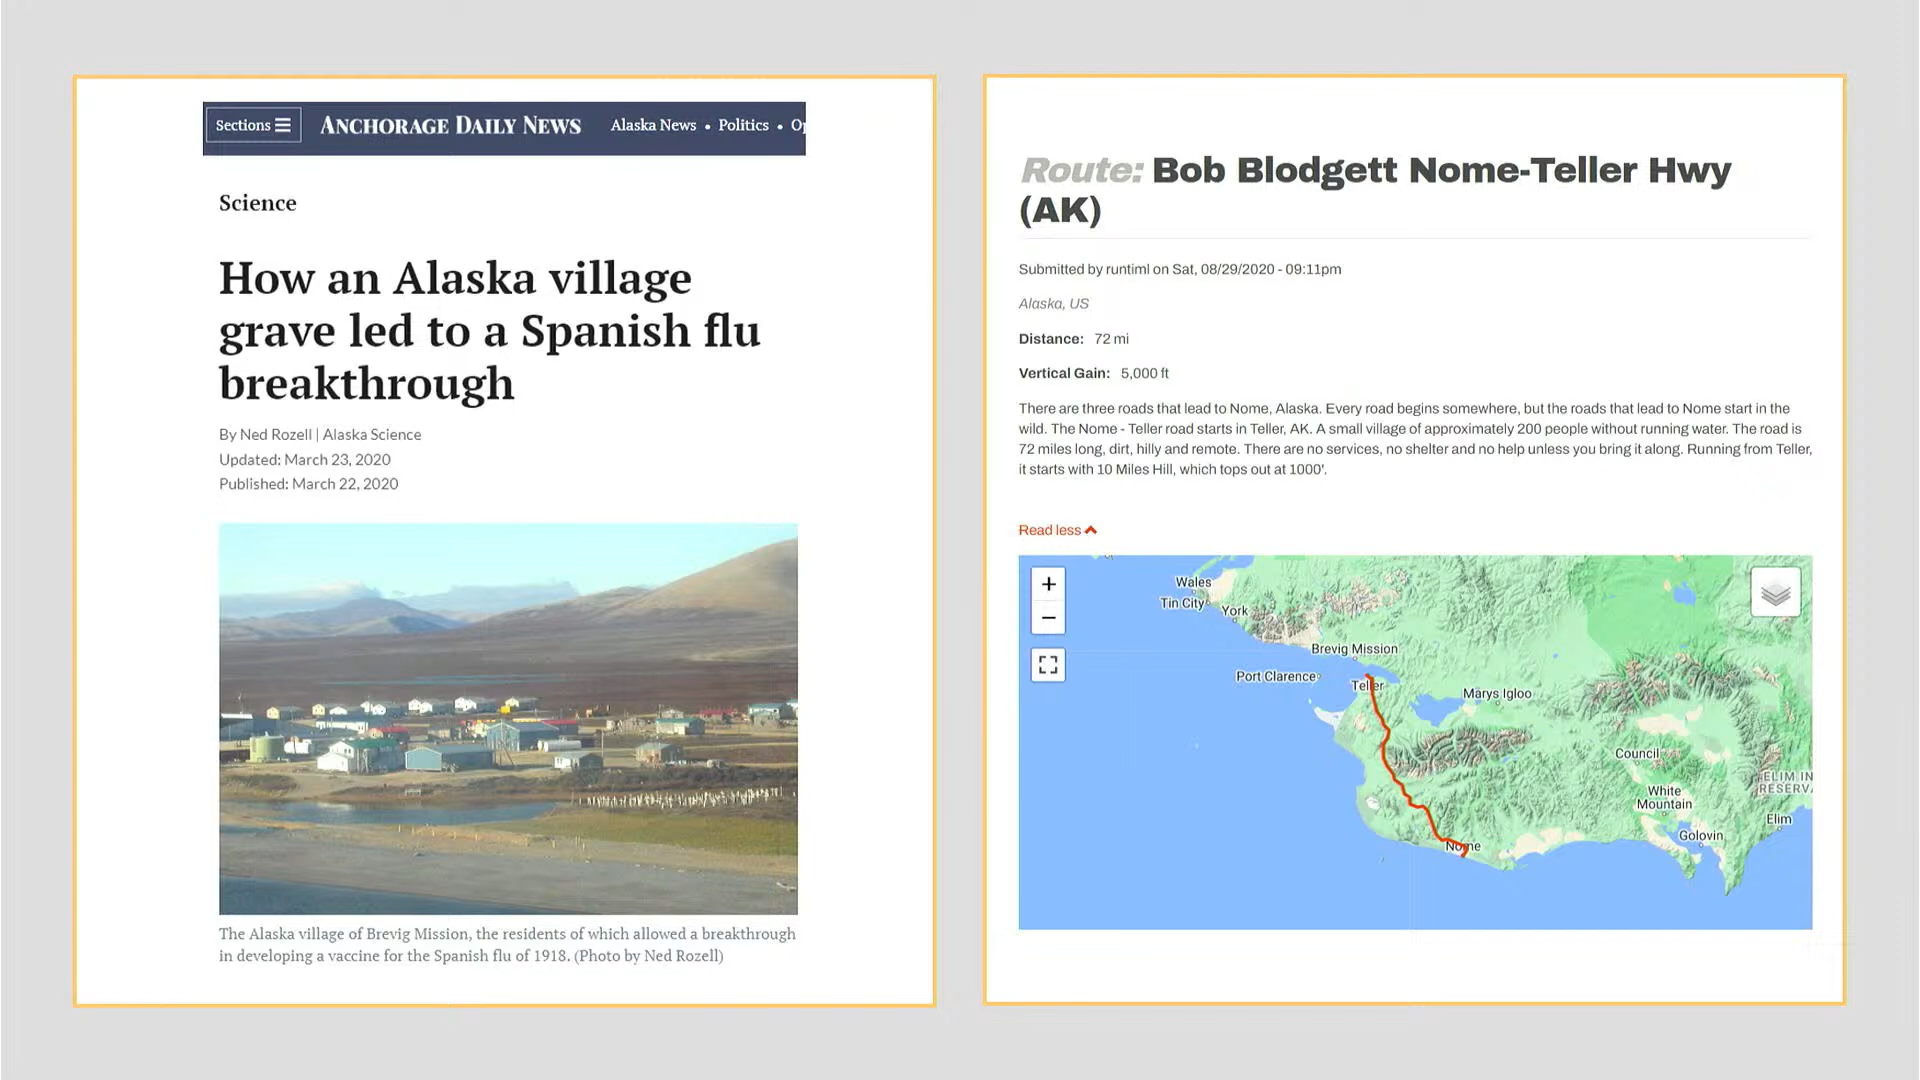 Sections
ANCHORAGE DAILY NEWS
Alaska News • Politics •
Science
How an Alaska village
grave led to a Spanish flu
breakthrough
By Ned Rozell | Alaska Science
Updated: March 23, 2020
Published: March 22, 2020
The Alaska village of Brevig Mission, the residents of which allowed a breakthrough
in developing a vaccine for the Spanish flu of 1918. (Photo by Ned Rozell)
Route: Bob Blodgett Nome-Teller Hwy
(AK)
Submitted by runtiml on Sat, 08/29/2020 - 09:11pm
Alaska, US
Distance: 72 mi
Vertical Gain: 5,000 ft
There are three roads that lead to Nome, Alaska. Every road begins somewhere, but the roads that lead to Nome start in the
wild. The Nome - Teller road starts in Teller, AK. A small village of approximately 200 people without running water. The road is
72 miles long, dirt, hilly and remote. There are no services, no shelter and no help unless you bring it along. Running from Teller,
it starts with 10 Miles Hill, which tops out at 1000'.
Read less
+
−
Wales
Tin City
York
Brevig Mission
Port Clarence
Teller
Marys Igloo
Council
ELIM IN
RESERVA
White
Mountain
Elim
Golovin
Nome